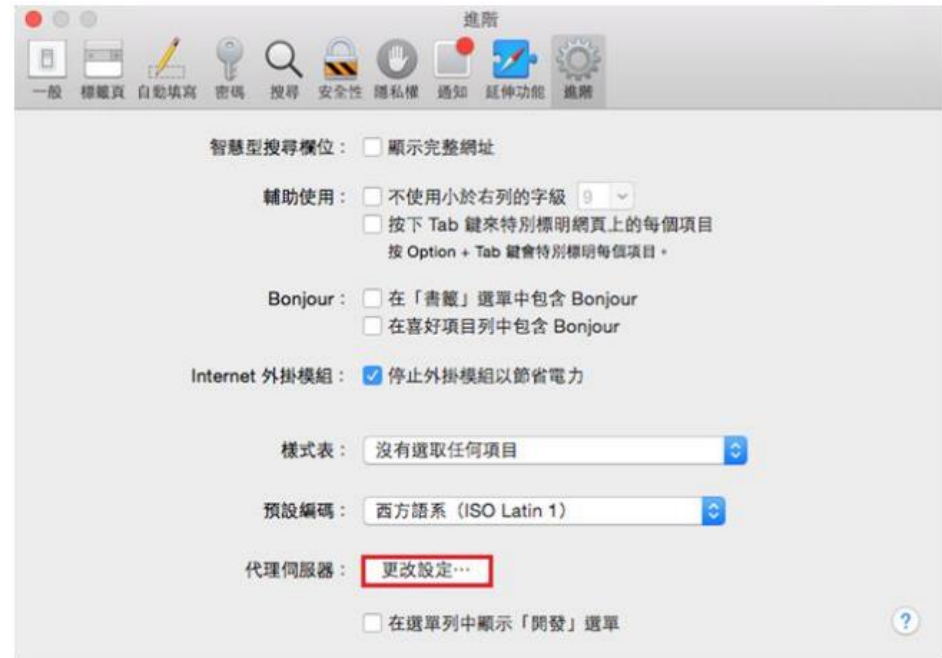 進階
一般 標籤頁 自動填寫 密碼 搜尋 安全性 隱私權 通知 延伸功能 進階
智慧型搜尋欄位： 顯示完整網址
輔助使用： 不使用小於右列的字級 9
按下 Tab 鍵來特別標明網頁上的每個項目
按 Option + Tab 鍵會特別標明每個項目。
Bonjour： 在「書籤」選單中包含 Bonjour
在喜好項目列中包含 Bonjour
Internet 外掛模組： 停止外掛模組以節省電力
樣式表： 沒有選取任何項目
預設編碼： 西方語系（ISO Latin 1）
代理伺服器： 更改設定⋯
在選單列中顯示「開發」選單
?